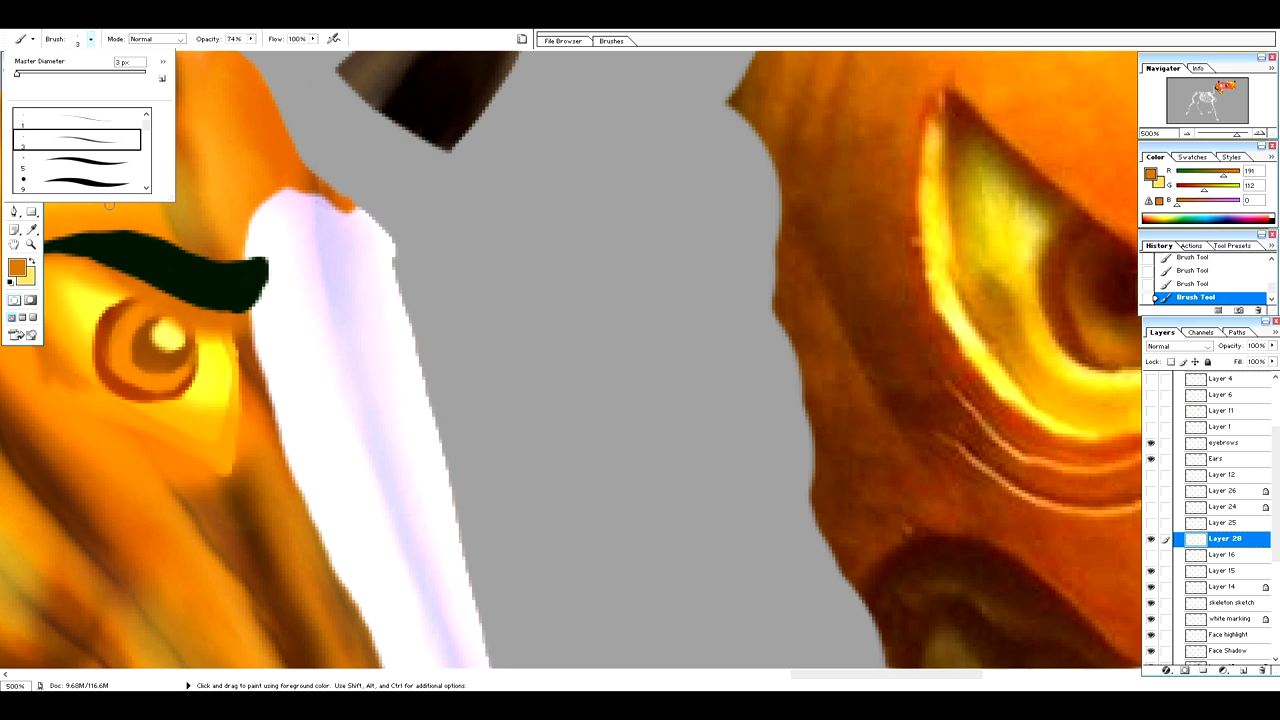 Brush: 3 Mode: Normal Opacity: 74% Flow: 100% File Browser Brushes
Master Diameter 3 px
1
3
5
9
Navigator Info
500%
Color Swatches Styles
R 191
G 112
B 0
History Actions Tool Presets
Brush Tool
Brush Tool
Brush Tool
Brush Tool
Layers Channels Paths
Normal Opacity: 100%
Lock: Fill: 100%
Layer 4
Layer 6
Layer 11
Layer 1
eyebrows
Ears
Layer 12
Layer 26
Layer 24
Layer 25
Layer 28
Layer 16
Layer 15
Layer 14
skeleton sketch
white marking
Face highlight
Face Shadow
500% Doc: 9.68M/116.6M Click and drag to paint using foreground color. Use Shift, Alt, and Ctrl for additional options.